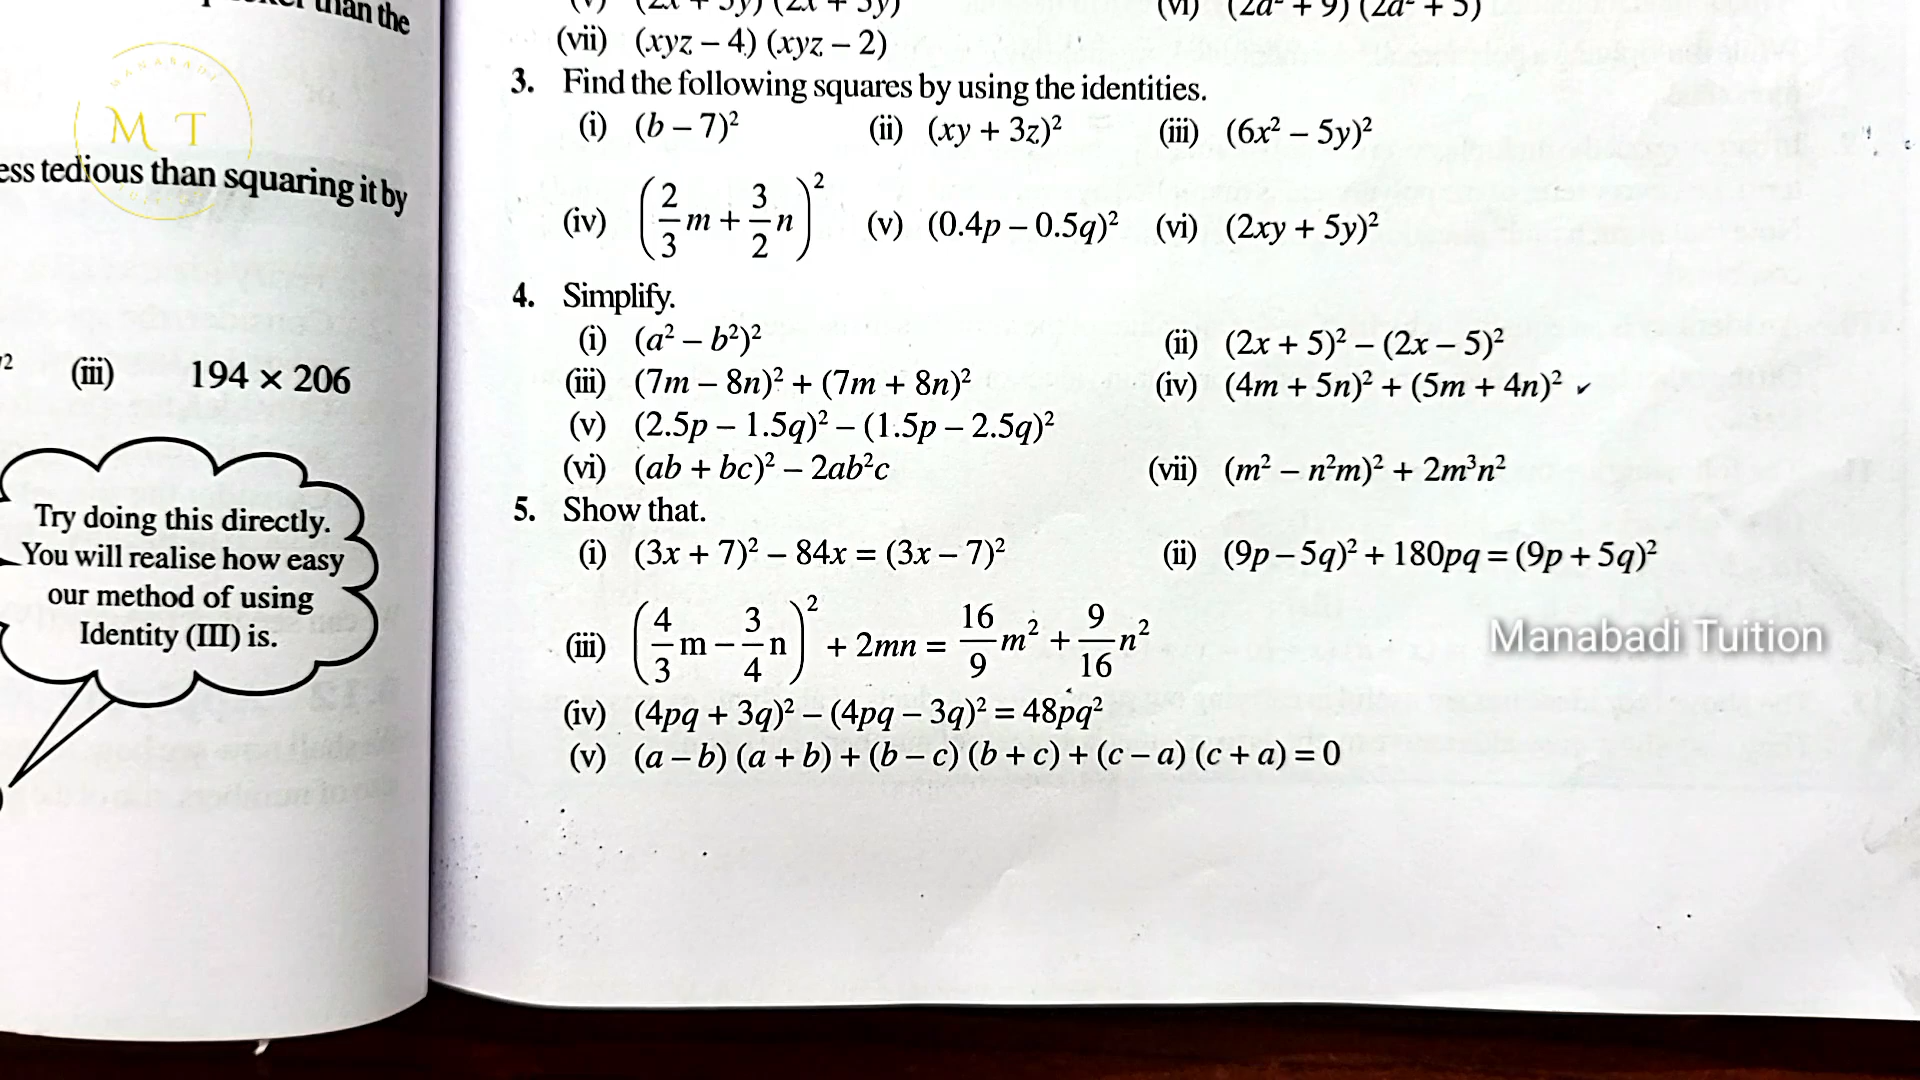 than the
M T
ess tedious than squaring it by
(iii) 194 × 206
Try doing this directly.
You will realise how easy
our method of using
Identity (III) is.
(vii) (xyz – 4) (xyz – 2)
3. Find the following squares by using the identities.
(i) (b – 7)² (ii) (xy + 3z)² (iii) (6x² – 5y)²
(iv) (2/3 m + 3/2 n)² (v) (0.4p – 0.5q)² (vi) (2xy + 5y)²
4. Simplify.
(i) (a² – b²)² (ii) (2x + 5)² – (2x – 5)²
(iii) (7m – 8n)² + (7m + 8n)² (iv) (4m + 5n)² + (5m + 4n)²
(v) (2.5p – 1.5q)² – (1.5p – 2.5q)²
(vi) (ab + bc)² – 2ab²c (vii) (m² – n²m)² + 2m³n²
5. Show that.
(i) (3x + 7)² – 84x = (3x – 7)² (ii) (9p – 5q)² + 180pq = (9p + 5q)²
(iii) (4/3 m – 3/4 n)² + 2mn = 16/9 m² + 9/16 n²
Manabadi Tuition
(iv) (4pq + 3q)² – (4pq – 3q)² = 48pq²
(v) (a – b) (a + b) + (b – c) (b + c) + (c – a) (c + a) = 0